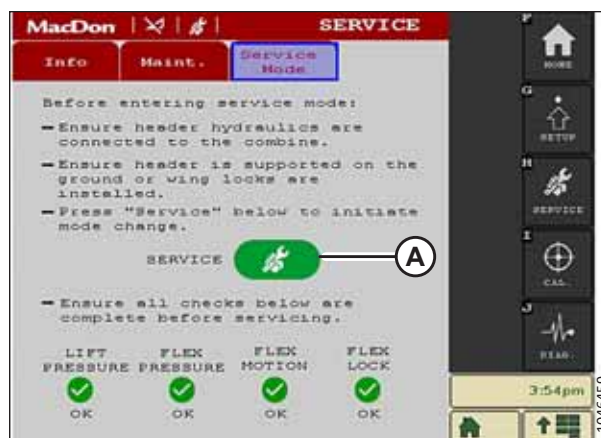 MacDon SERVICE
Info Maint. Service Mode
Before entering service mode:
– Ensure header hydraulics are
connected to the combine.
– Ensure header is supported on the
ground or wing locks are
installed.
– Press "Service" below to initiate
mode change.
SERVICE
A
– Ensure all checks below are
complete before servicing.
LIFT PRESSURE
FLEX PRESSURE
FLEX MOTION
FLEX LOCK
OK OK OK OK
F
HOME
G
SETUP
H
SERVICE
I
CAL.
J
DIAG.
3:54pm
1046459